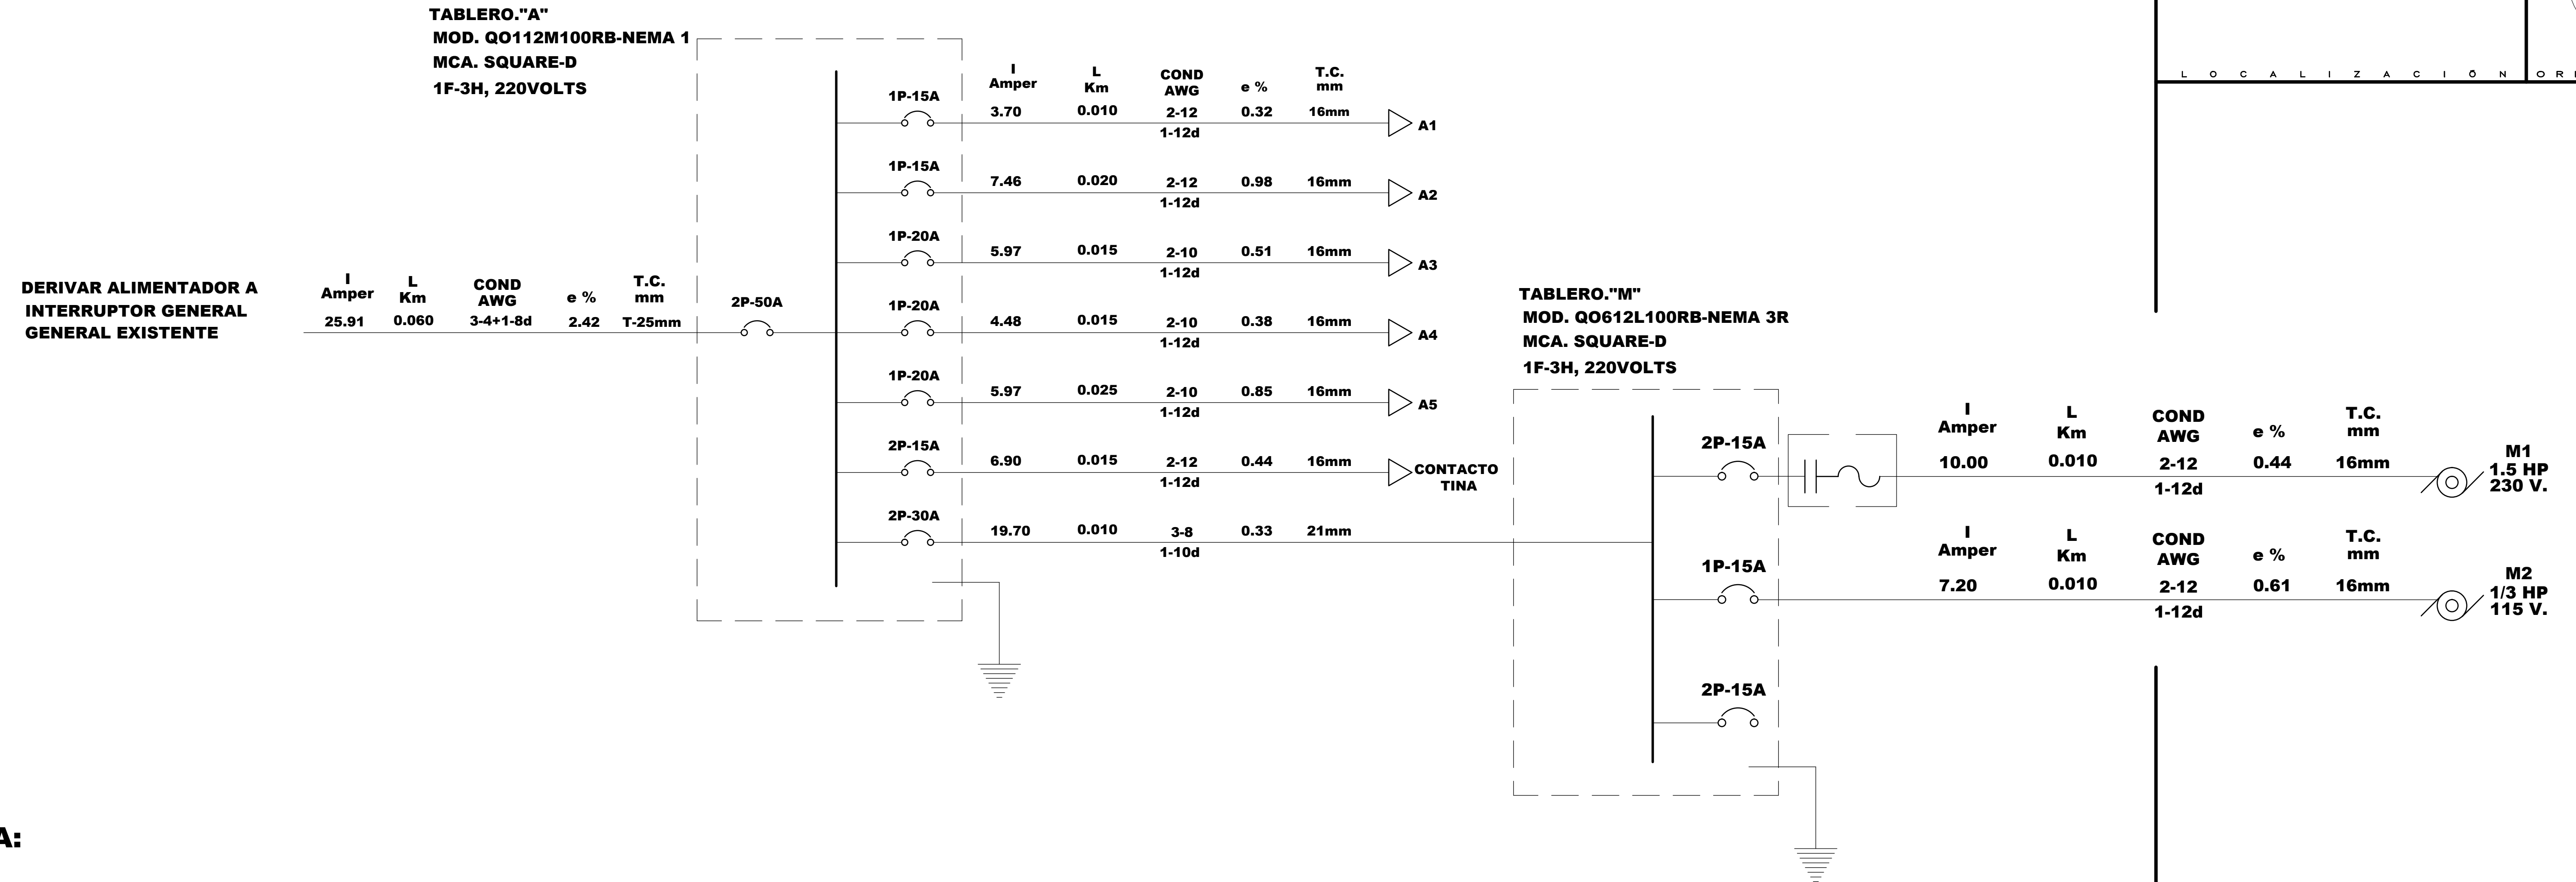 TABLERO."A"
MOD. QO112M100RB-NEMA 1
MCA. SQUARE-D
1F-3H, 220VOLTS
L O C A L I Z A C I Ō N
I Amper L Km COND AWG e % T.C. mm
1P-15A 3.70 0.010 2-12 0.32 16mm
1-12d A1
1P-15A 7.46 0.020 2-12 0.98 16mm
1-12d A2
1P-20A 5.97 0.015 2-10 0.51 16mm
1-12d A3
DERIVAR ALIMENTADOR A
INTERRUPTOR GENERAL
GENERAL EXISTENTE
I Amper L Km COND AWG e % T.C. mm
25.91 0.060 3-4+1-8d 2.42 T-25mm
2P-50A
1P-20A 4.48 0.015 2-10 0.38 16mm
1-12d A4
1P-20A 5.97 0.025 2-10 0.85 16mm
1-12d A5
2P-15A 6.90 0.015 2-12 0.44 16mm
1-12d CONTACTO
TINA
2P-30A 19.70 0.010 3-8 0.33 21mm
1-10d
TABLERO."M"
MOD. QO612L100RB-NEMA 3R
MCA. SQUARE-D
1F-3H, 220VOLTS
I Amper L Km COND AWG e % T.C. mm
2P-15A 10.00 0.010 2-12 0.44 16mm
1-12d
M1
1.5 HP
230 V.
I Amper L Km COND AWG e % T.C. mm
1P-15A 7.20 0.010 2-12 0.61 16mm
1-12d
M2
1/3 HP
115 V.
2P-15A
A: